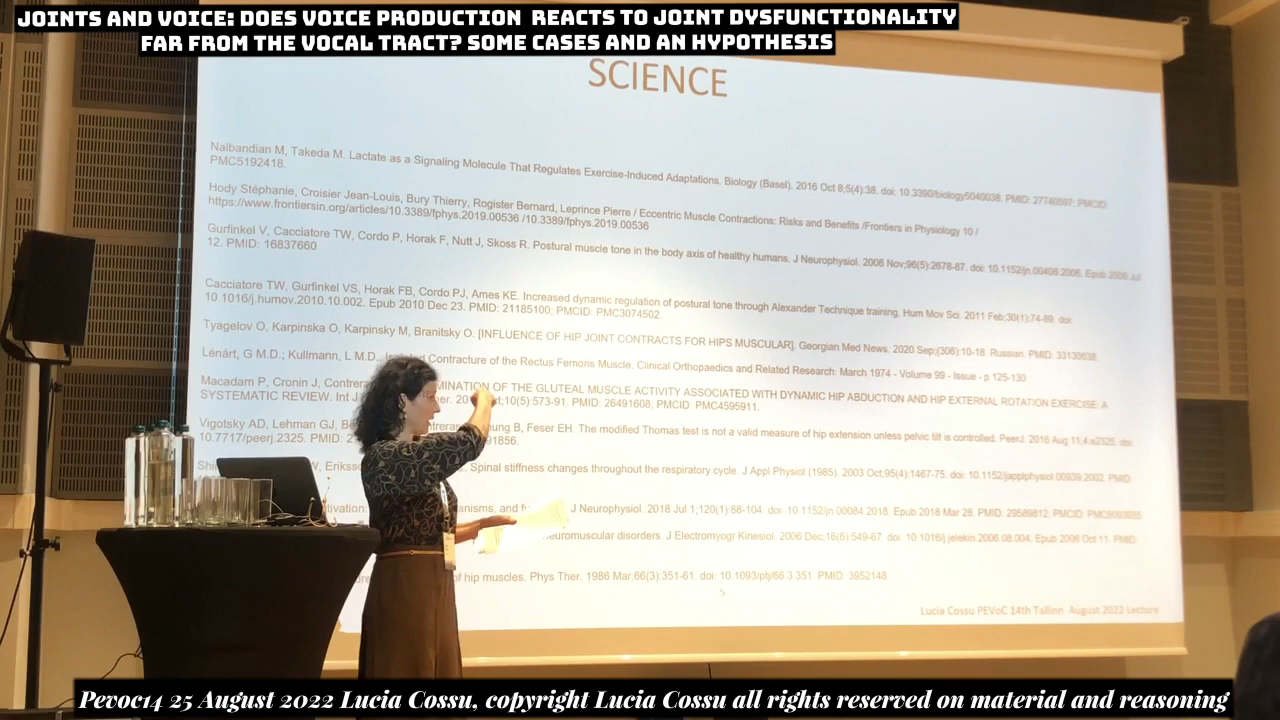 JOINTS AND VOICE: DOES VOICE PRODUCTION REACTS TO JOINT DYSFUNCTIONALITY
FAR FROM THE VOCAL TRACT? SOME CASES AND AN HYPOTHESIS
SCIENCE
Nalbandian M, Takeda M. Lactate as a Signaling Molecule That Regulates Exercise-Induced Adaptations. Biology (Basel). 2016 Oct 8;5(4):38. doi: 10.3390/biology5040038. PMID: 27740597; PMCID:
PMC5192418.
Hody Stéphanie, Croisier Jean-Louis, Bury Thierry, Rogister Bernard, Leprince Pierre / Eccentric Muscle Contractions: Risks and Benefits /Frontiers in Physiology 10 /
https://www.frontiersin.org/articles/10.3389/fphys.2019.00536 /10.3389/fphys.2019.00536
Gurfinkel V, Cacciatore TW, Cordo P, Horak F, Nutt J, Skoss R. Postural muscle tone in the body axis of healthy humans. J Neurophysiol. 2006 Nov;96(5):2678-87. doi: 10.1152/jn.00406.2006. Epub 2006 Jul
12. PMID: 16837660
Cacciatore TW, Gurfinkel VS, Horak FB, Cordo PJ, Ames KE. Increased dynamic regulation of postural tone through Alexander Technique training. Hum Mov Sci. 2011 Feb;30(1):74-89. doi:
10.1016/j.humov.2010.10.002. Epub 2010 Dec 23. PMID: 21185100; PMCID: PMC3074502.
Tyagelov O, Karpinska O, Karpinsky M, Branitsky O. [INFLUENCE OF HIP JOINT CONTRACTS FOR HIPS MUSCULAR]. Georgian Med News. 2020 Sep;(306):10-18. Russian. PMID: 33130638.
Lénárt, G M.D.; Kullmann, L M.D. Contracture of the Rectus Femons Muscle. Clinical Orthopaedics and Related Research: March 1974 - Volume 99 - Issue - p 125-130
Macadam P, Cronin J, Contrera MINATION OF THE GLUTEAL MUSCLE ACTIVITY ASSOCIATED WITH DYNAMIC HIP ABDUCTION AND HIP EXTERNAL ROTATION EXERCISE: A
SYSTEMATIC REVIEW. Int J ;10(5):573-91. PMID: 26491608; PMCID: PMC4595911.
Vigotsky AD, Lehman GJ, Be ung B, Feser EH. The modified Thomas test is not a valid measure of hip extension unless pelvic tilt is controlled. PeerJ. 2016 Aug 11;4:e2325. doi:
10.7717/peerj.2325. PMID: 2 91856.
W, Erikss Spinal stiffness changes throughout the respiratory cycle. J Appl Physiol (1985). 2003 Oct;95(4):1467-75. doi: 10.1152/japplphysiol.00939.2002. PMID:
tivation: anisms, and J Neurophysiol. 2018 Jul 1;120(1):88-104. doi: 10.1152/jn.00084.2018. Epub 2018 Mar 28. PMID: 29589812; PMCID:
euromuscular disorders. J Electromyogr Kinesiol. 2006 Dec;16(6):549-67. doi: 10.1016/j.jelekin.2006.08.004. Epub 2006 Oct 11. PMID:
of hip muscles. Phys Ther. 1986 Mar;66(3):351-61. doi: 10.1093/ptj/66.3.351. PMID: 3952148
5
Lucia Cossu PEVoC 14th Tallinn August 2022 Lecture
Pevoc14 25 August 2022 Lucia Cossu, copyright Lucia Cossu all rights reserved on material and reasoning